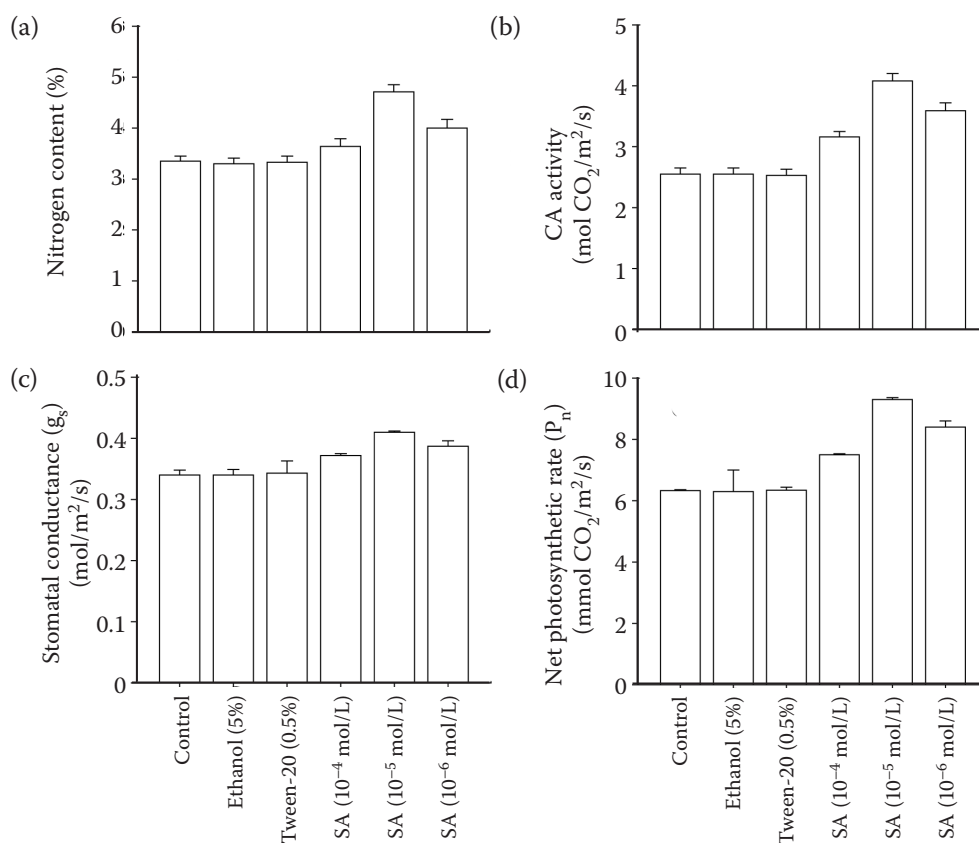 (a)
Nitrogen content (%)
6
5
4
3
2
1
0
(b)
CA activity
(mol CO₂/m²/s)
5
4
3
2
1
0
(c)
Stomatal conductance (gₛ)
(mol/m²/s)
0.5
0.4
0.3
0.2
0.1
0
Control
Ethanol (5%)
Tween-20 (0.5%)
SA (10⁻⁴ mol/L)
SA (10⁻⁵ mol/L)
SA (10⁻⁶ mol/L)
(d)
Net photosynthetic rate (Pₙ)
(mmol CO₂/m²/s)
10
8
6
4
2
0
Control
Ethanol (5%)
Tween-20 (0.5%)
SA (10⁻⁴ mol/L)
SA (10⁻⁵ mol/L)
SA (10⁻⁶ mol/L)